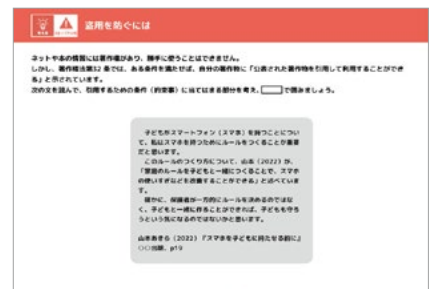 盗用を防ぐには
ネットや本の情報には著作権があり、勝手に使うことはできません。
しかし、著作権法第32条では、ある条件を満たせば、自分の著作物に「公表された著作物を引用して利用することができ
る」と示されています。
次の文を読んで、引用するための条件（約束事）に当てはまる部分を考え、で囲みましょう。
子どもがスマートフォン（スマホ）を持つことについ
て、私はスマホを持つためにルールをつくることが重要
だと思います。
このルールのつくり方について、山本（2022）が、
「家庭のルールを子どもと一緒につくることで、スマホ
の使いすぎなどを改善することができる」と述べていま
す。
確かに、保護者が一方的にルールを決めるのではな
く、子どもと一緒に作ることができれば、子どもも守ろ
うという気になるのではないかと思います。
山本あきら（2022）『スマホを子どもに持たせる前に』
〇〇出版、p19